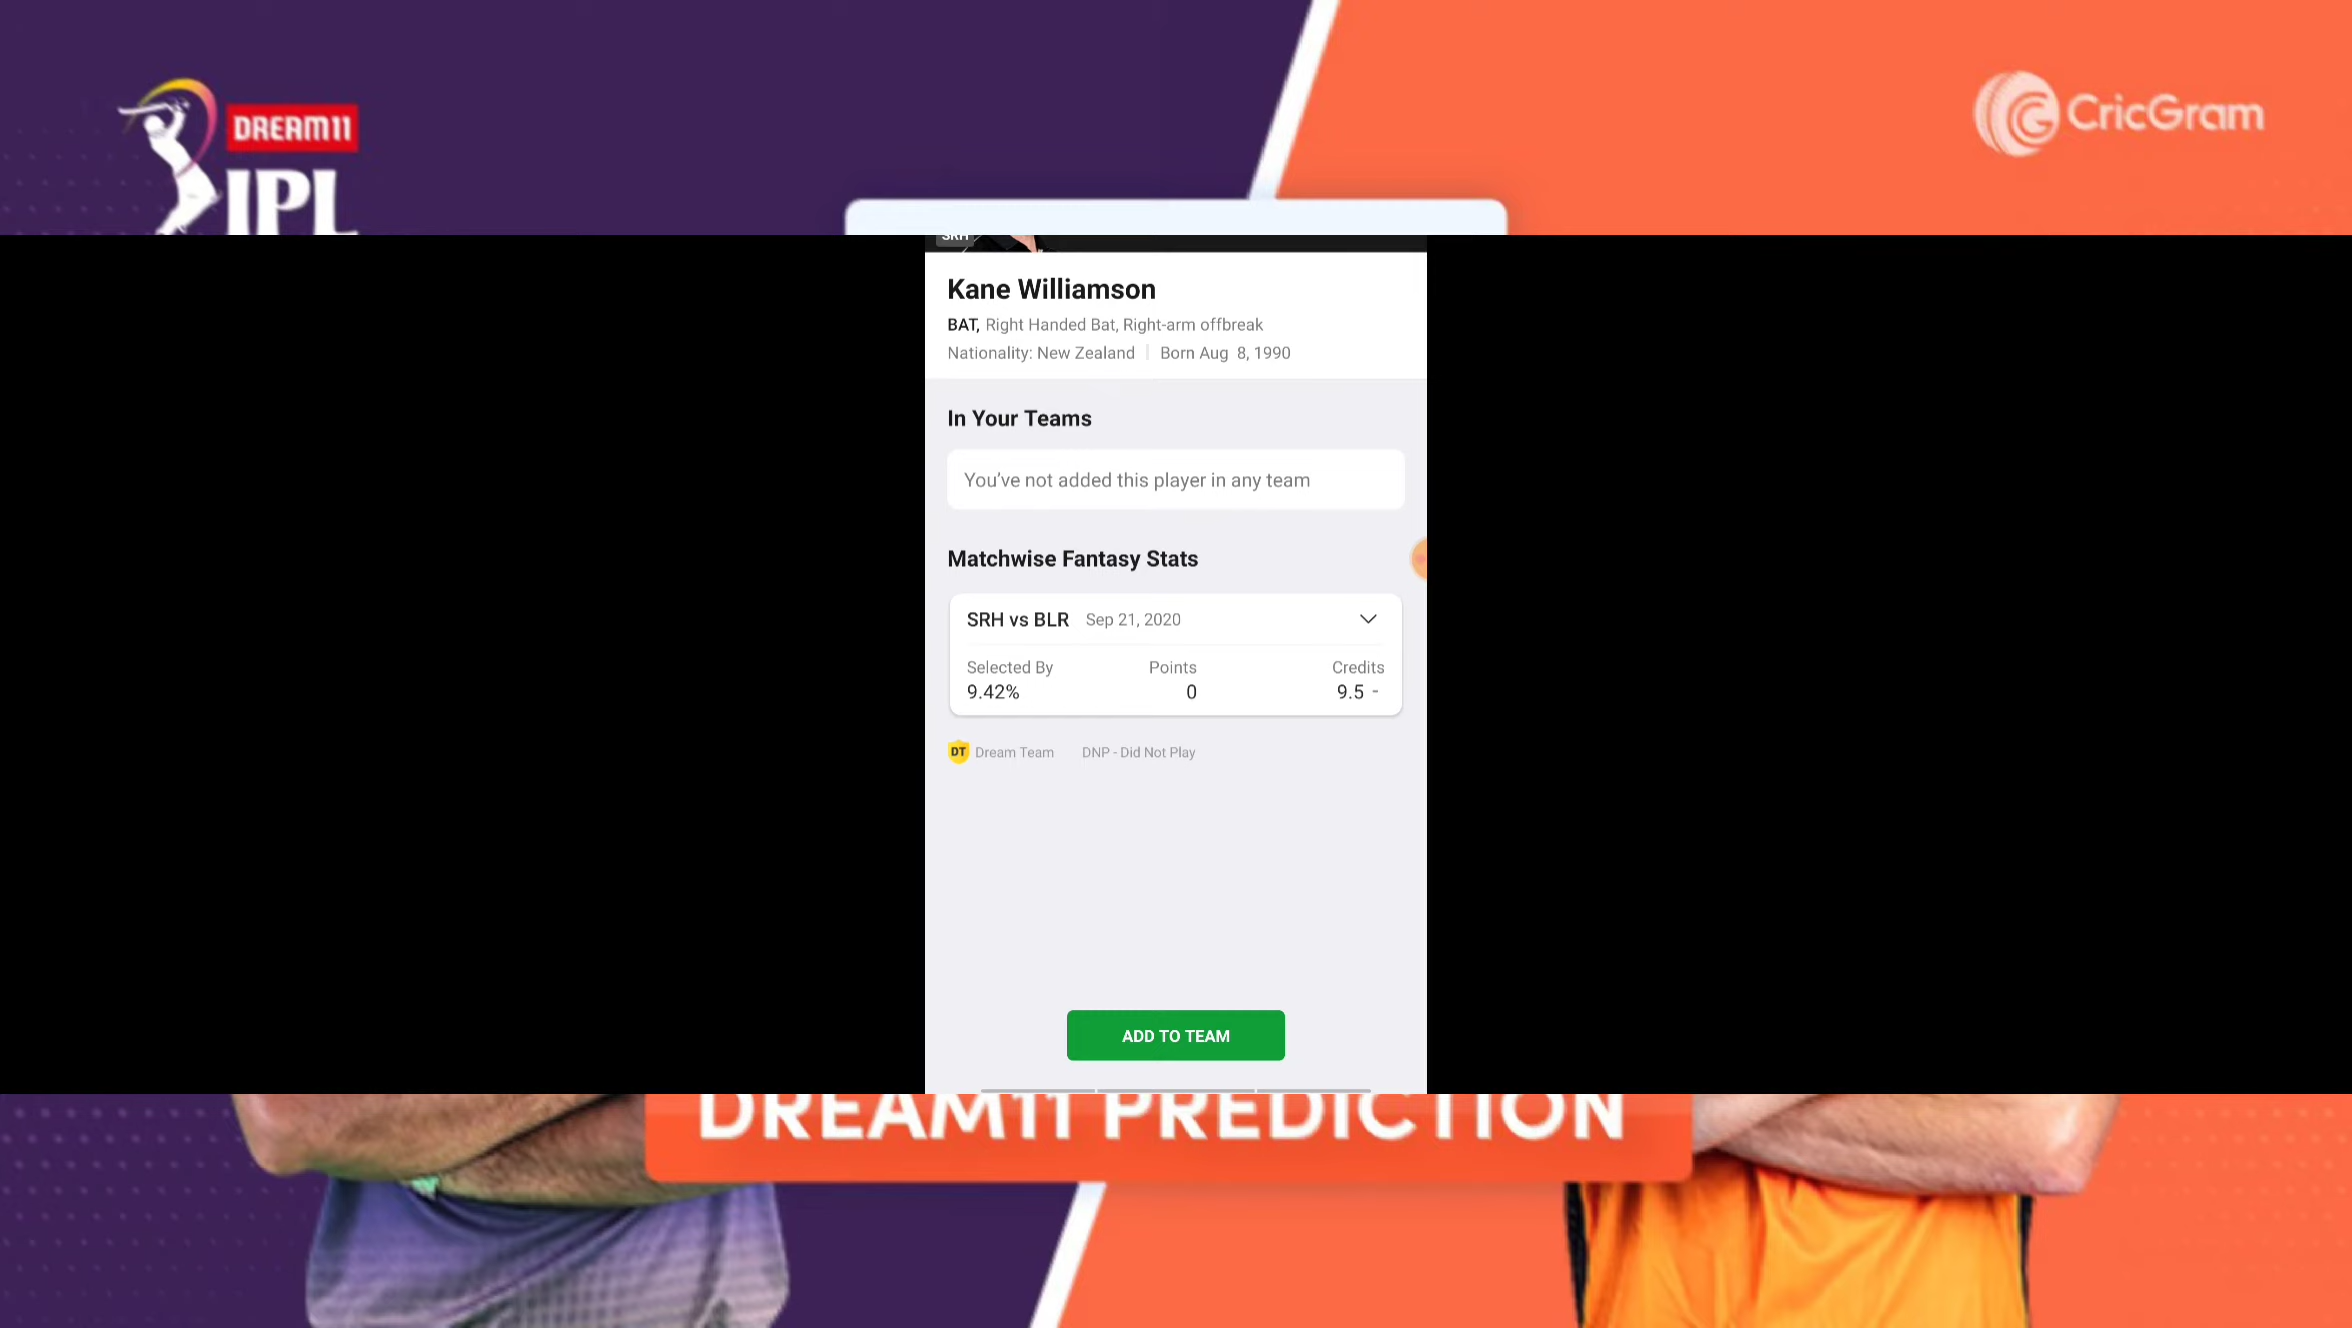 DREAM11
IPL
CricGram
SRH
Kane Williamson
BAT, Right Handed Bat, Right-arm offbreak
Nationality: New Zealand | Born Aug 8, 1990
In Your Teams
You've not added this player in any team
Matchwise Fantasy Stats
SRH vs BLR Sep 21, 2020
Selected By Points Credits
9.42% 0 9.5 -
DT Dream Team DNP - Did Not Play
ADD TO TEAM
DREAM11 PREDICTION